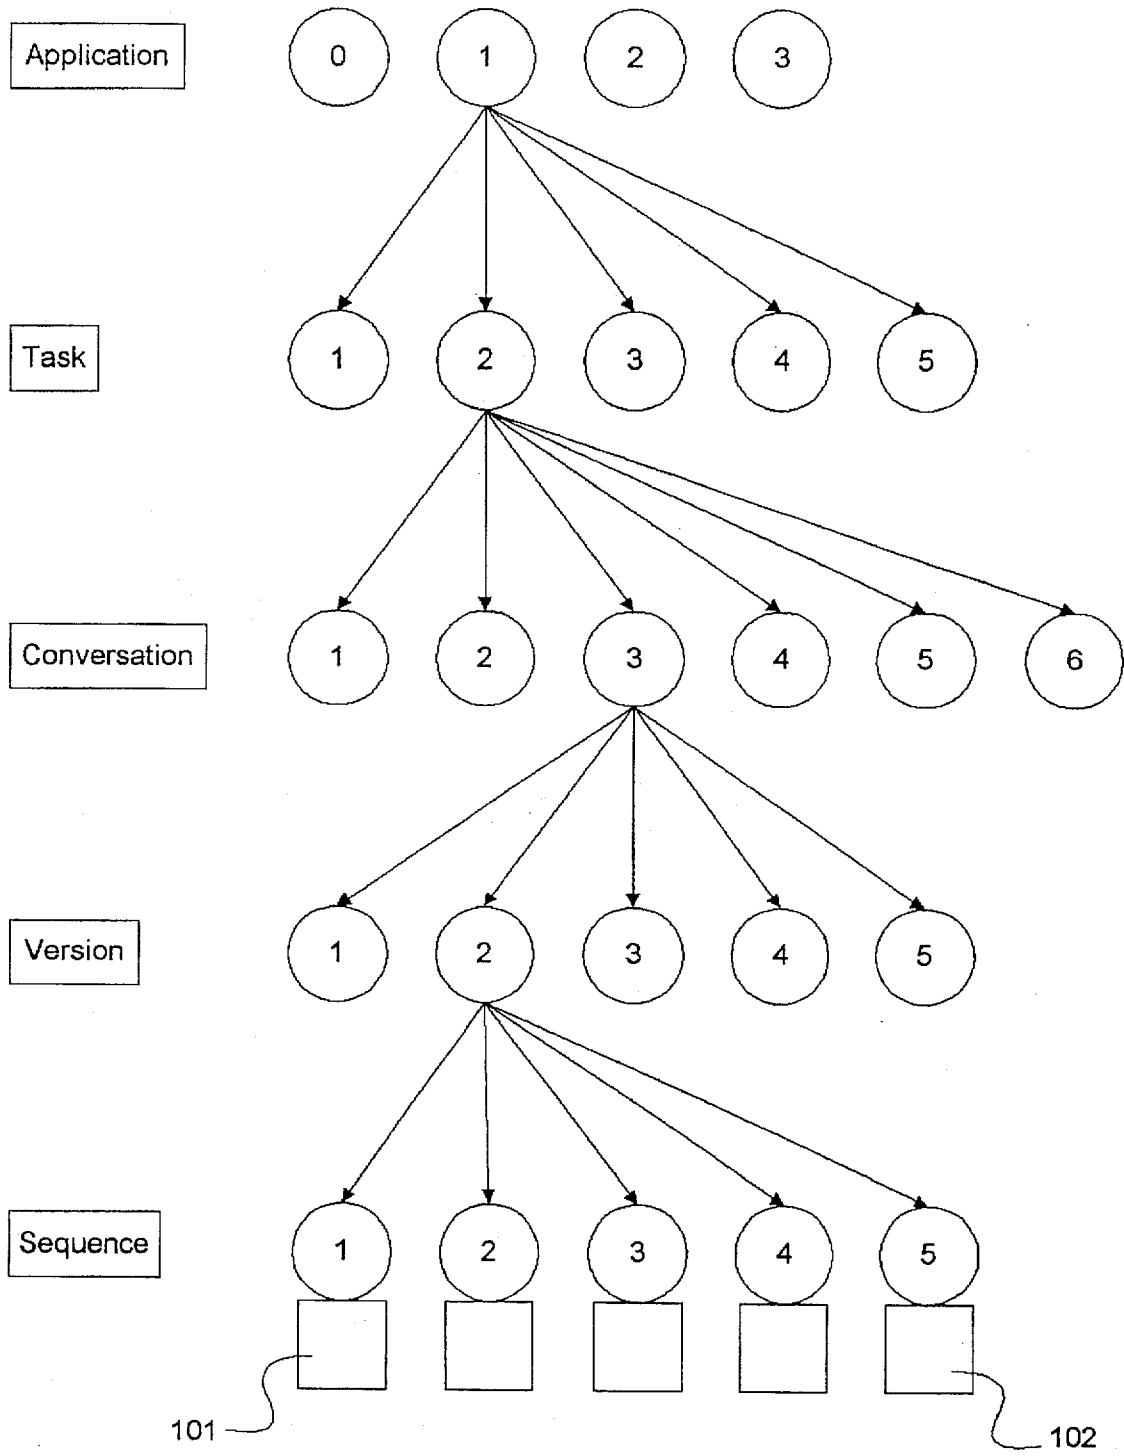 Application 0 1 2 3
Task 1 2 3 4 5
Conversation 1 2 3 4 5 6
Version 1 2 3 4 5
Sequence 1 2 3 4 5
101 102